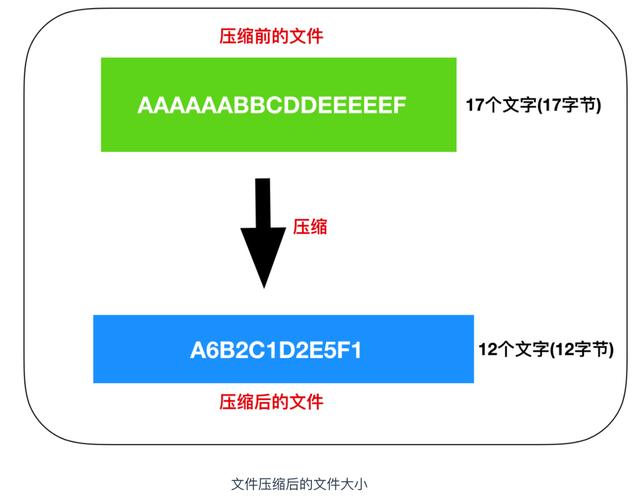 压缩前的文件
AAAAAABBCDDEEEEEF
17个文字(17字节)
压缩
A6B2C1D2E5F1
12个文字(12字节)
压缩后的文件
文件压缩后的文件大小